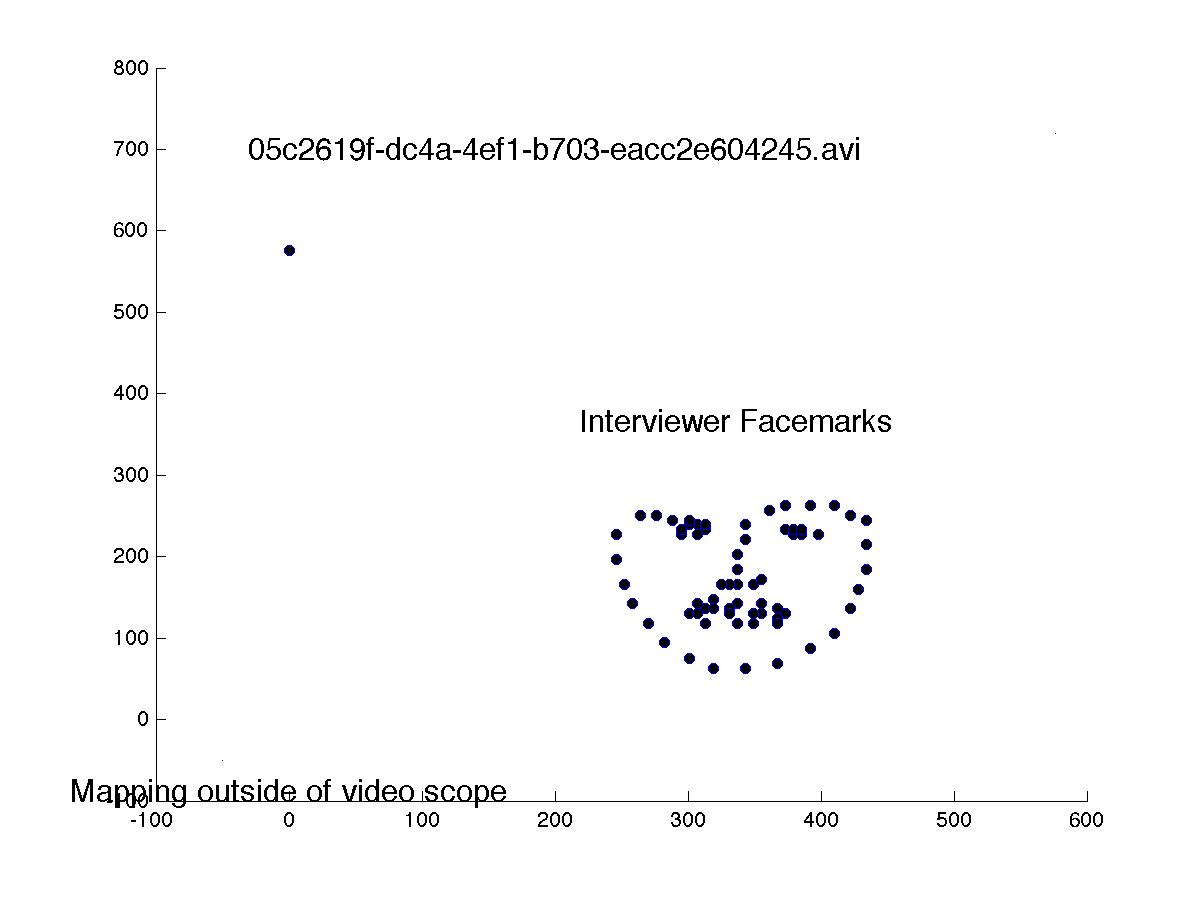 800
700
05c2619f-dc4a-4ef1-b703-eacc2e604245.avi
600
500
400
Interviewer Facemarks
300
200
100
0
Mapping outside of video scope
-100
-100 0 100 200 300 400 500 600